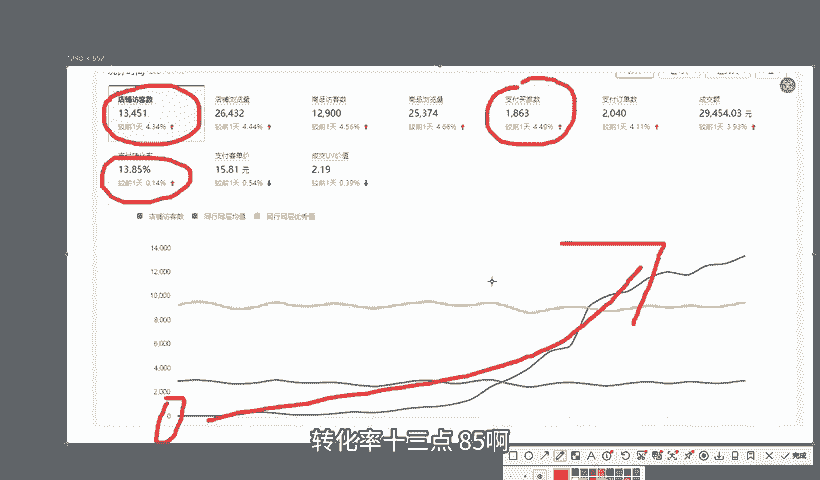 店铺访客数 店铺浏览量 商品访客数 商品浏览量 支付买家数 支付订单数 成交额
13,451 26,432 12,900 25,374 1,863 2,040 29,454.03 元
较前1天 4.34% 较前1天 4.44% 较前1天 4.56% 较前1天 4.68% 较前1天 4.48% 较前1天 4.11% 较前1天 3.93%
支付客单价 成交UV价值
13.85% 15.81 元 2.19
较前1天 0.14% 较前1天 0.54% 较前1天 0.39%
店铺访客数 同行同层均值 同行同层优秀值
14,000
12,000
10,000
8,000
6,000
4,000
2,000
0
转化率十三点 85啊
完成